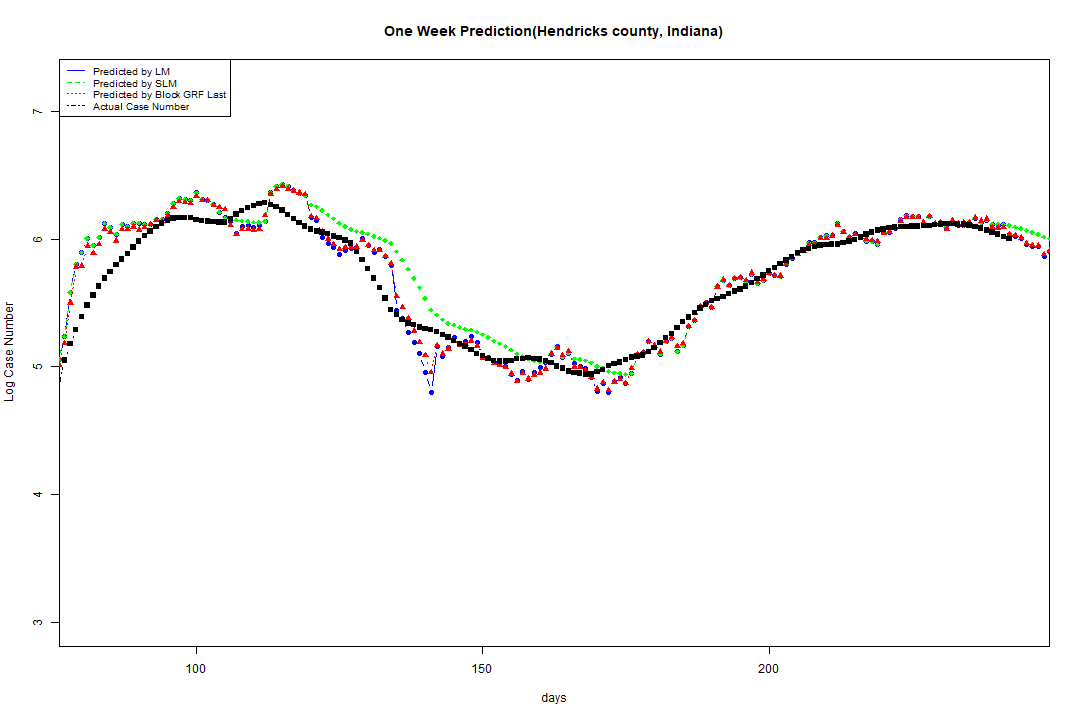 One Week Prediction(Hendricks county, Indiana)
Predicted by LM
Predicted by SLM
Predicted by Block GRF Last
Actual Case Number
7
6
5
4
3
Log Case Number
100 150 200
days